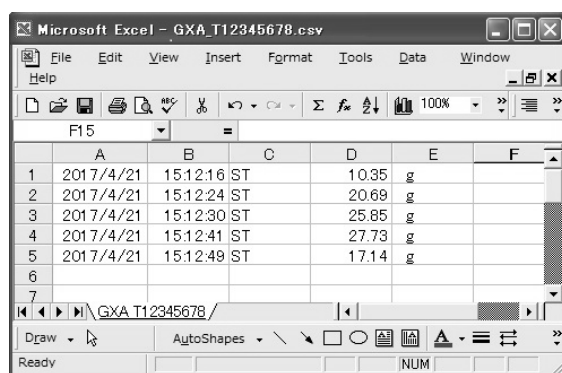 Microsoft Excel - GXA_T12345678.csv
File Edit View Insert Format Tools Data Window
Help
ABC Σ fx 100% »
F15 =
A B C D E F
1 2017/4/21 15:12:16 ST 10.35 g
2 2017/4/21 15:12:24 ST 20.69 g
3 2017/4/21 15:12:30 ST 25.85 g
4 2017/4/21 15:12:41 ST 27.73 g
5 2017/4/21 15:12:49 ST 17.14 g
6
7
GXA T12345678
Draw AutoShapes A »
Ready NUM